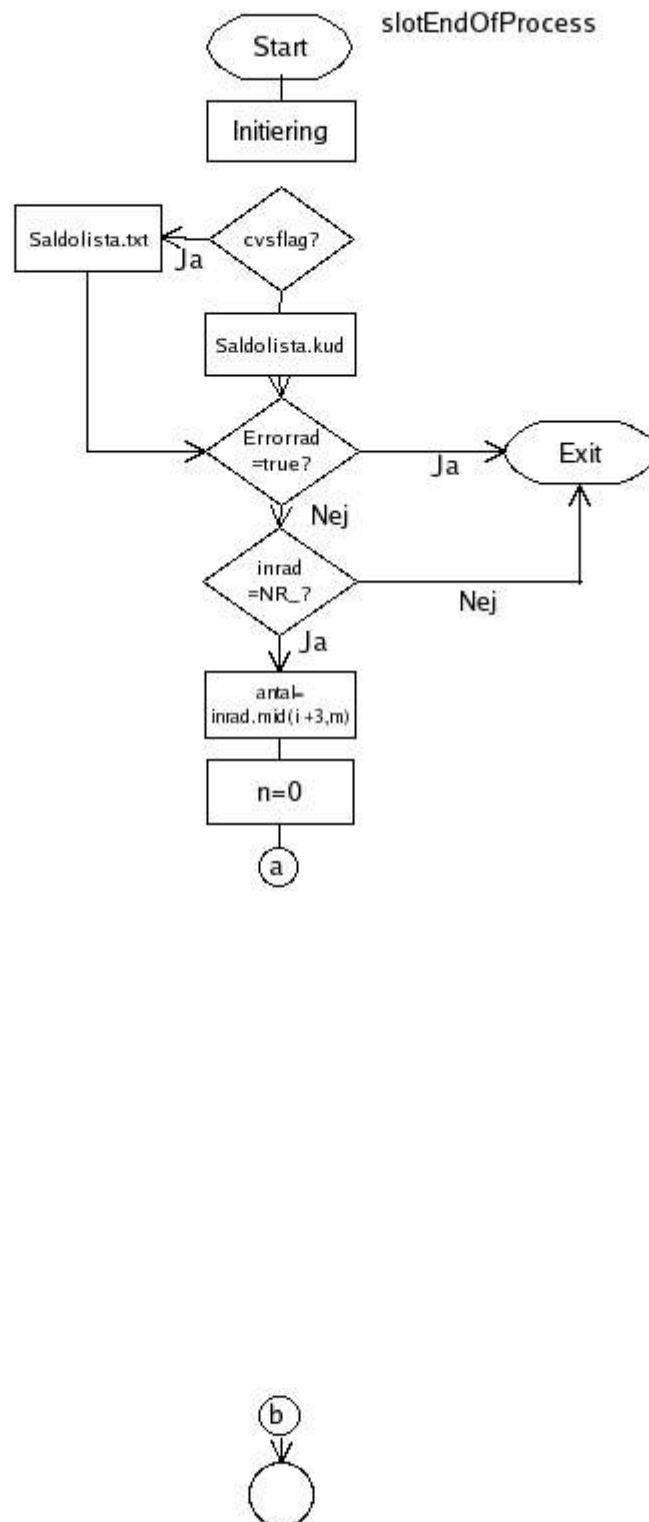 slotEndOfProcess
Start
Initiering
Saldolista.txt
Ja
cvsflag?
Saldolista.kud
Errorrad
=true?
Ja
Exit
Nej
inrad
=NR_?
Nej
Ja
antal=
inrad.mid(i+3,m)
n=0
a
b